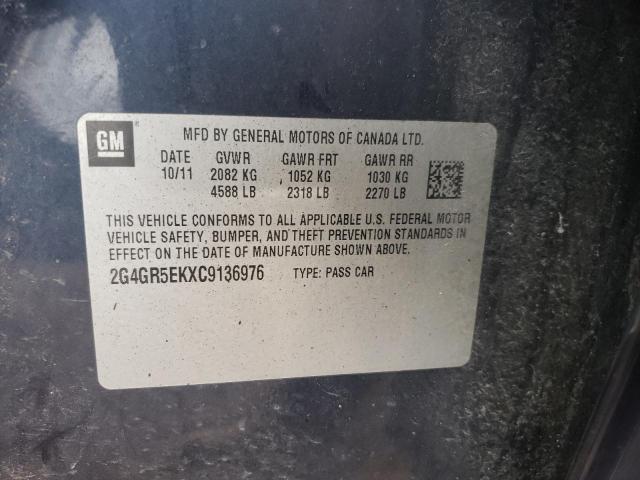 GM
MFD BY GENERAL MOTORS OF CANADA LTD.
DATE GVWR GAWR FRT GAWR RR
10/11 2082 KG 1052 KG 1030 KG
4588 LB 2318 LB 2270 LB
THIS VEHICLE CONFORMS TO ALL APPLICABLE U.S. FEDERAL MOTOR
VEHICLE SAFETY, BUMPER, AND THEFT PREVENTION STANDARDS IN
EFFECT ON THE DATE OF MANUFACTURE SHOWN ABOVE.
2G4GR5EKXC9136976 TYPE: PASS CAR